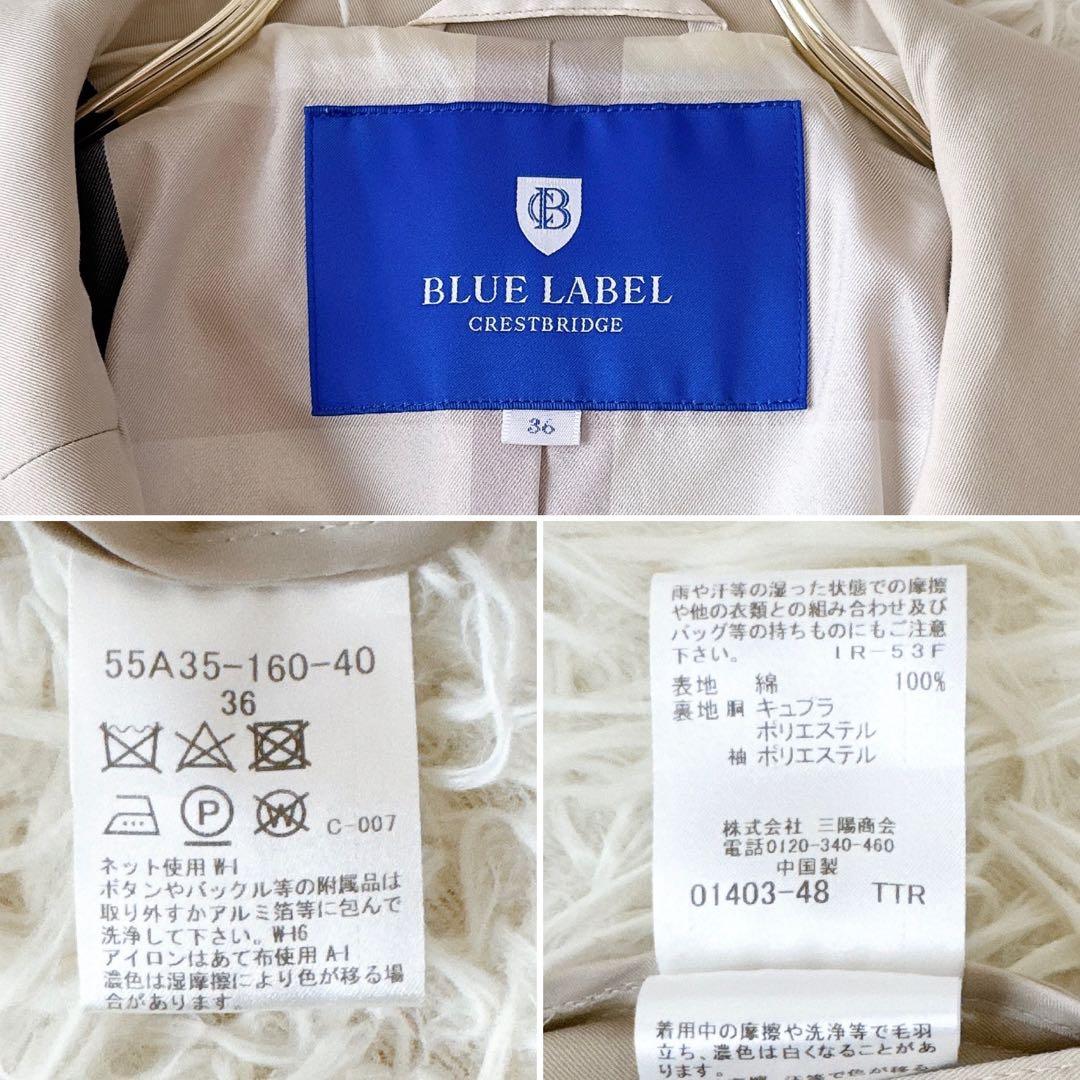 CB
BLUE LABEL
CRESTBRIDGE
36
55A35-160-40
36
P W C-007
ネット使用 W-1
ボタンやバックル等の附属品は
取り外すかアルミ箔等に包んで
洗浄して下さい。W-16
アイロンはあて布使用 A-1
濃色は湿摩擦により色が移る場
合があります。
雨や汗等の湿った状態での摩擦
や他の衣類との組み合わせ及び
バッグ等の持ちものにもご注意
下さい。 IR-53F
表地 綿 100%
裏地 胴 キュプラ
ポリエステル
袖 ポリエステル
株式会社 三陽商会
電話0120-340-460
中国製
01403-48 TTR
着用中の摩擦や洗浄等で毛羽
立ち、濃色は白くなることがあ
ります。